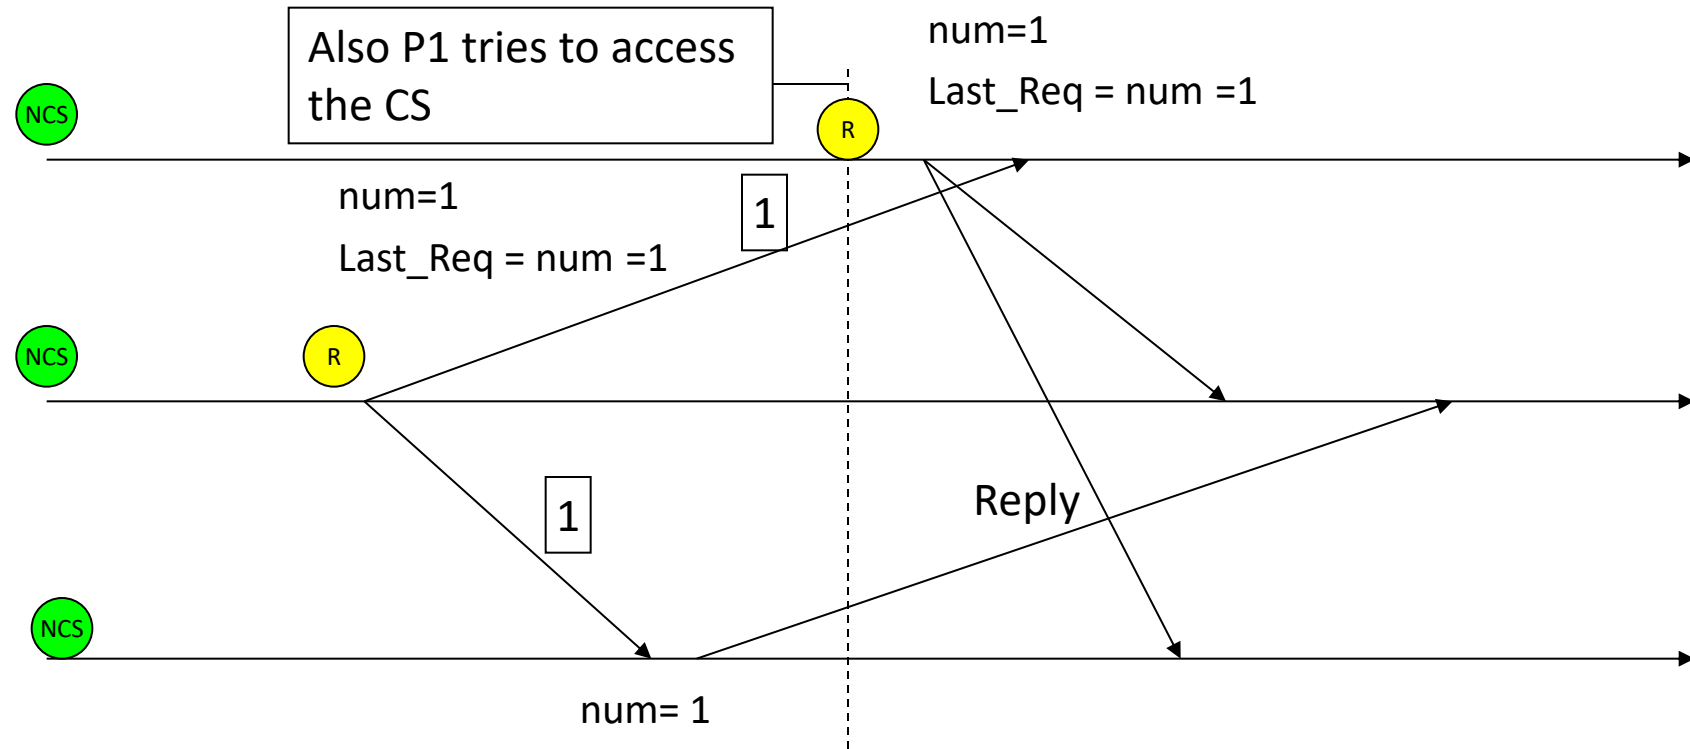 Also P1 tries to access
the CS
num=1
Last_Req = num =1
NCS
R
num=1
Last_Req = num =1
1
NCS
R
1
Reply
NCS
num= 1